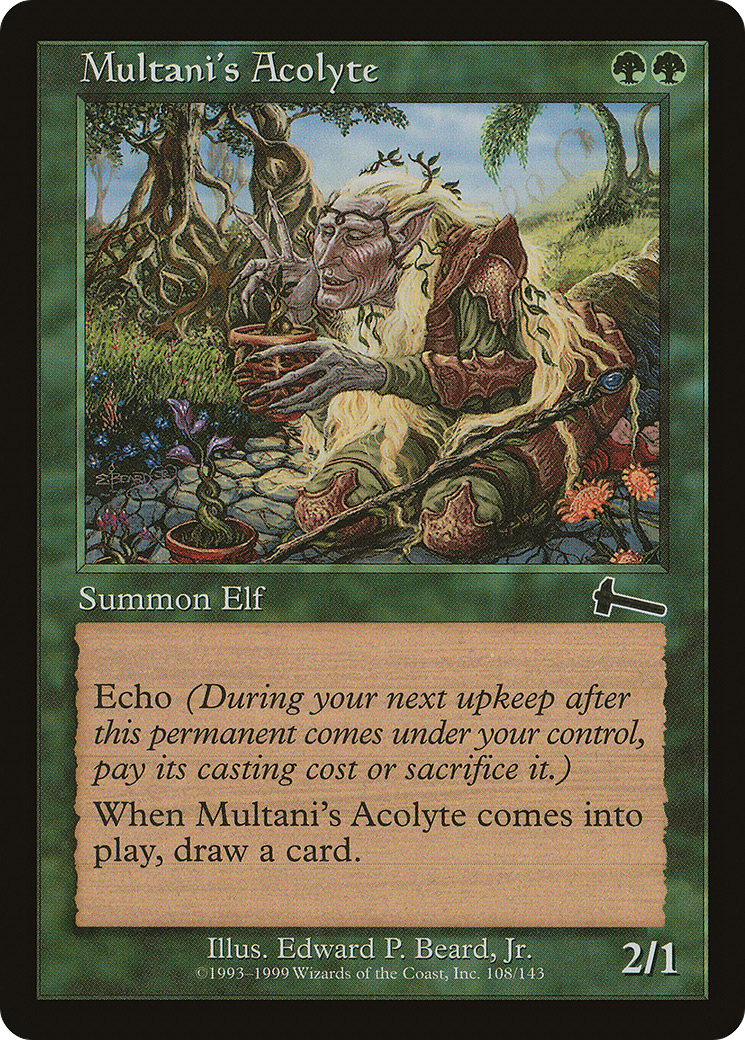 Multani's Acolyte
Summon Elf
Echo (During your next upkeep after
this permanent comes under your control,
pay its casting cost or sacrifice it.)
When Multani's Acolyte comes into
play, draw a card.
Illus. Edward P. Beard, Jr.
©1993–1999 Wizards of the Coast, Inc. 108/143
2/1